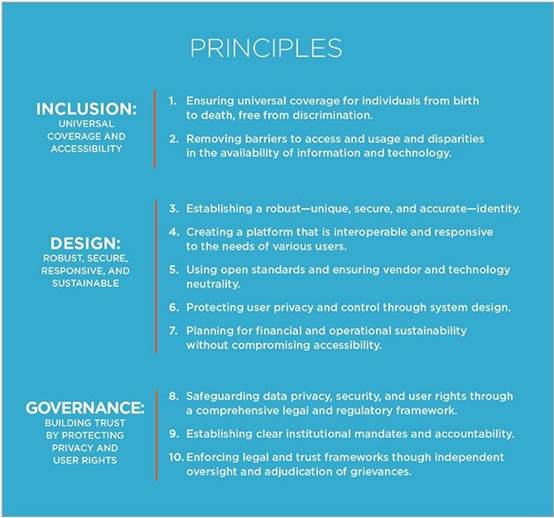 PRINCIPLES
INCLUSION:
UNIVERSAL
COVERAGE AND
ACCESSIBILITY
1. Ensuring universal coverage for individuals from birth
to death, free from discrimination.
2. Removing barriers to access and usage and disparities
in the availability of information and technology.
DESIGN:
ROBUST, SECURE,
RESPONSIVE, AND
SUSTAINABLE
3. Establishing a robust—unique, secure, and accurate—identity.
4. Creating a platform that is interoperable and responsive
to the needs of various users.
5. Using open standards and ensuring vendor and technology
neutrality.
6. Protecting user privacy and control through system design.
7. Planning for financial and operational sustainability
without compromising accessibility.
GOVERNANCE:
BUILDING TRUST
BY PROTECTING
PRIVACY AND
USER RIGHTS
8. Safeguarding data privacy, security, and user rights through
a comprehensive legal and regulatory framework.
9. Establishing clear institutional mandates and accountability.
10. Enforcing legal and trust frameworks though independent
oversight and adjudication of grievances.